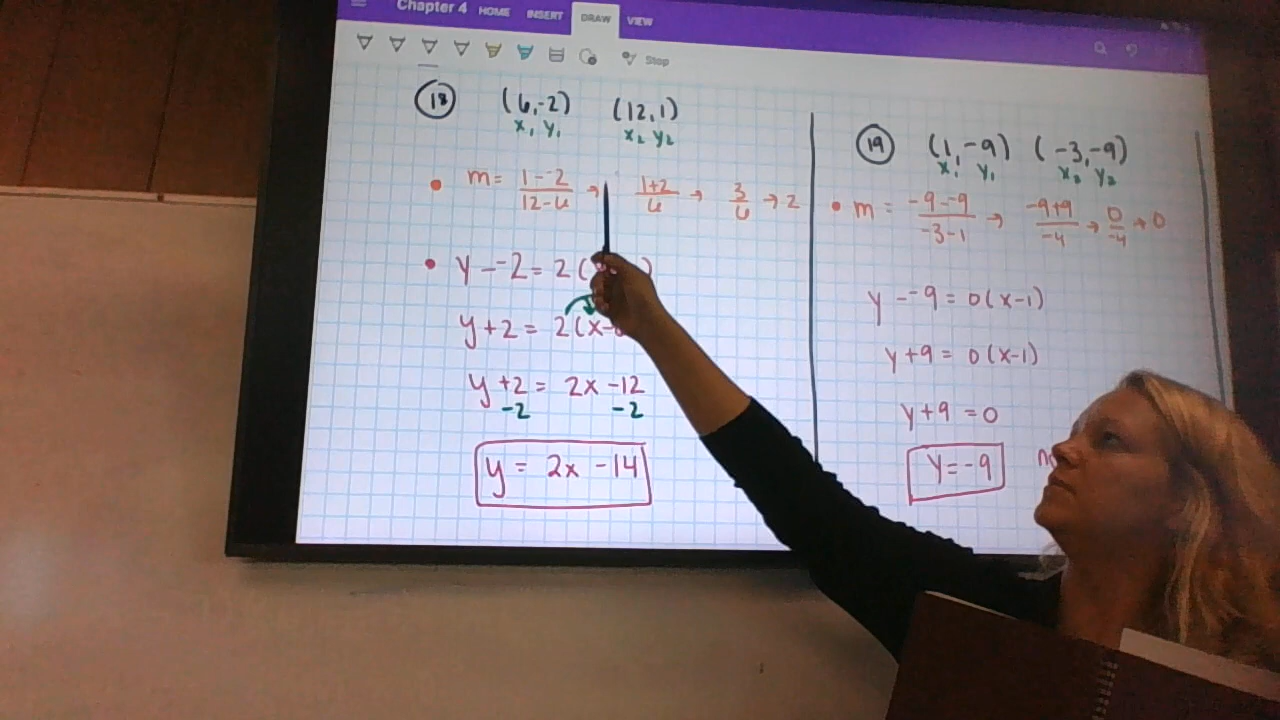 Chapter 4 HOME INSERT DRAW VIEW
Stop
18 (6,-2) (12,1)
x₁ y₁ x₂ y₂
m = 1--2/12-6 → 1+2/6 → 3/6 → 2
y--2 = 2(
y+2 = 2(x-
y+2 = 2x-12
-2 -2
y = 2x-14
19 (1,-9) (-3,-9)
x₁ y₁ x₂ y₂
m = -9--9/-3-1 → -9+9/-4 → 0/-4 → 0
y--9 = 0(x-1)
y+9 = 0(x-1)
y+9 = 0
y=-9